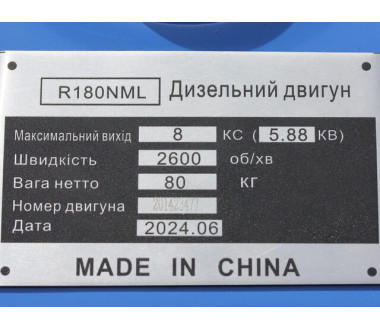 R180NML Дизельний двигун
Максимальний вихід 8 КС ( 5.88 КВ)
Швидкість 2600 об/хв
Вага нетто 80 КГ
Номер двигуна
Дата 2024.06
MADE IN CHINA